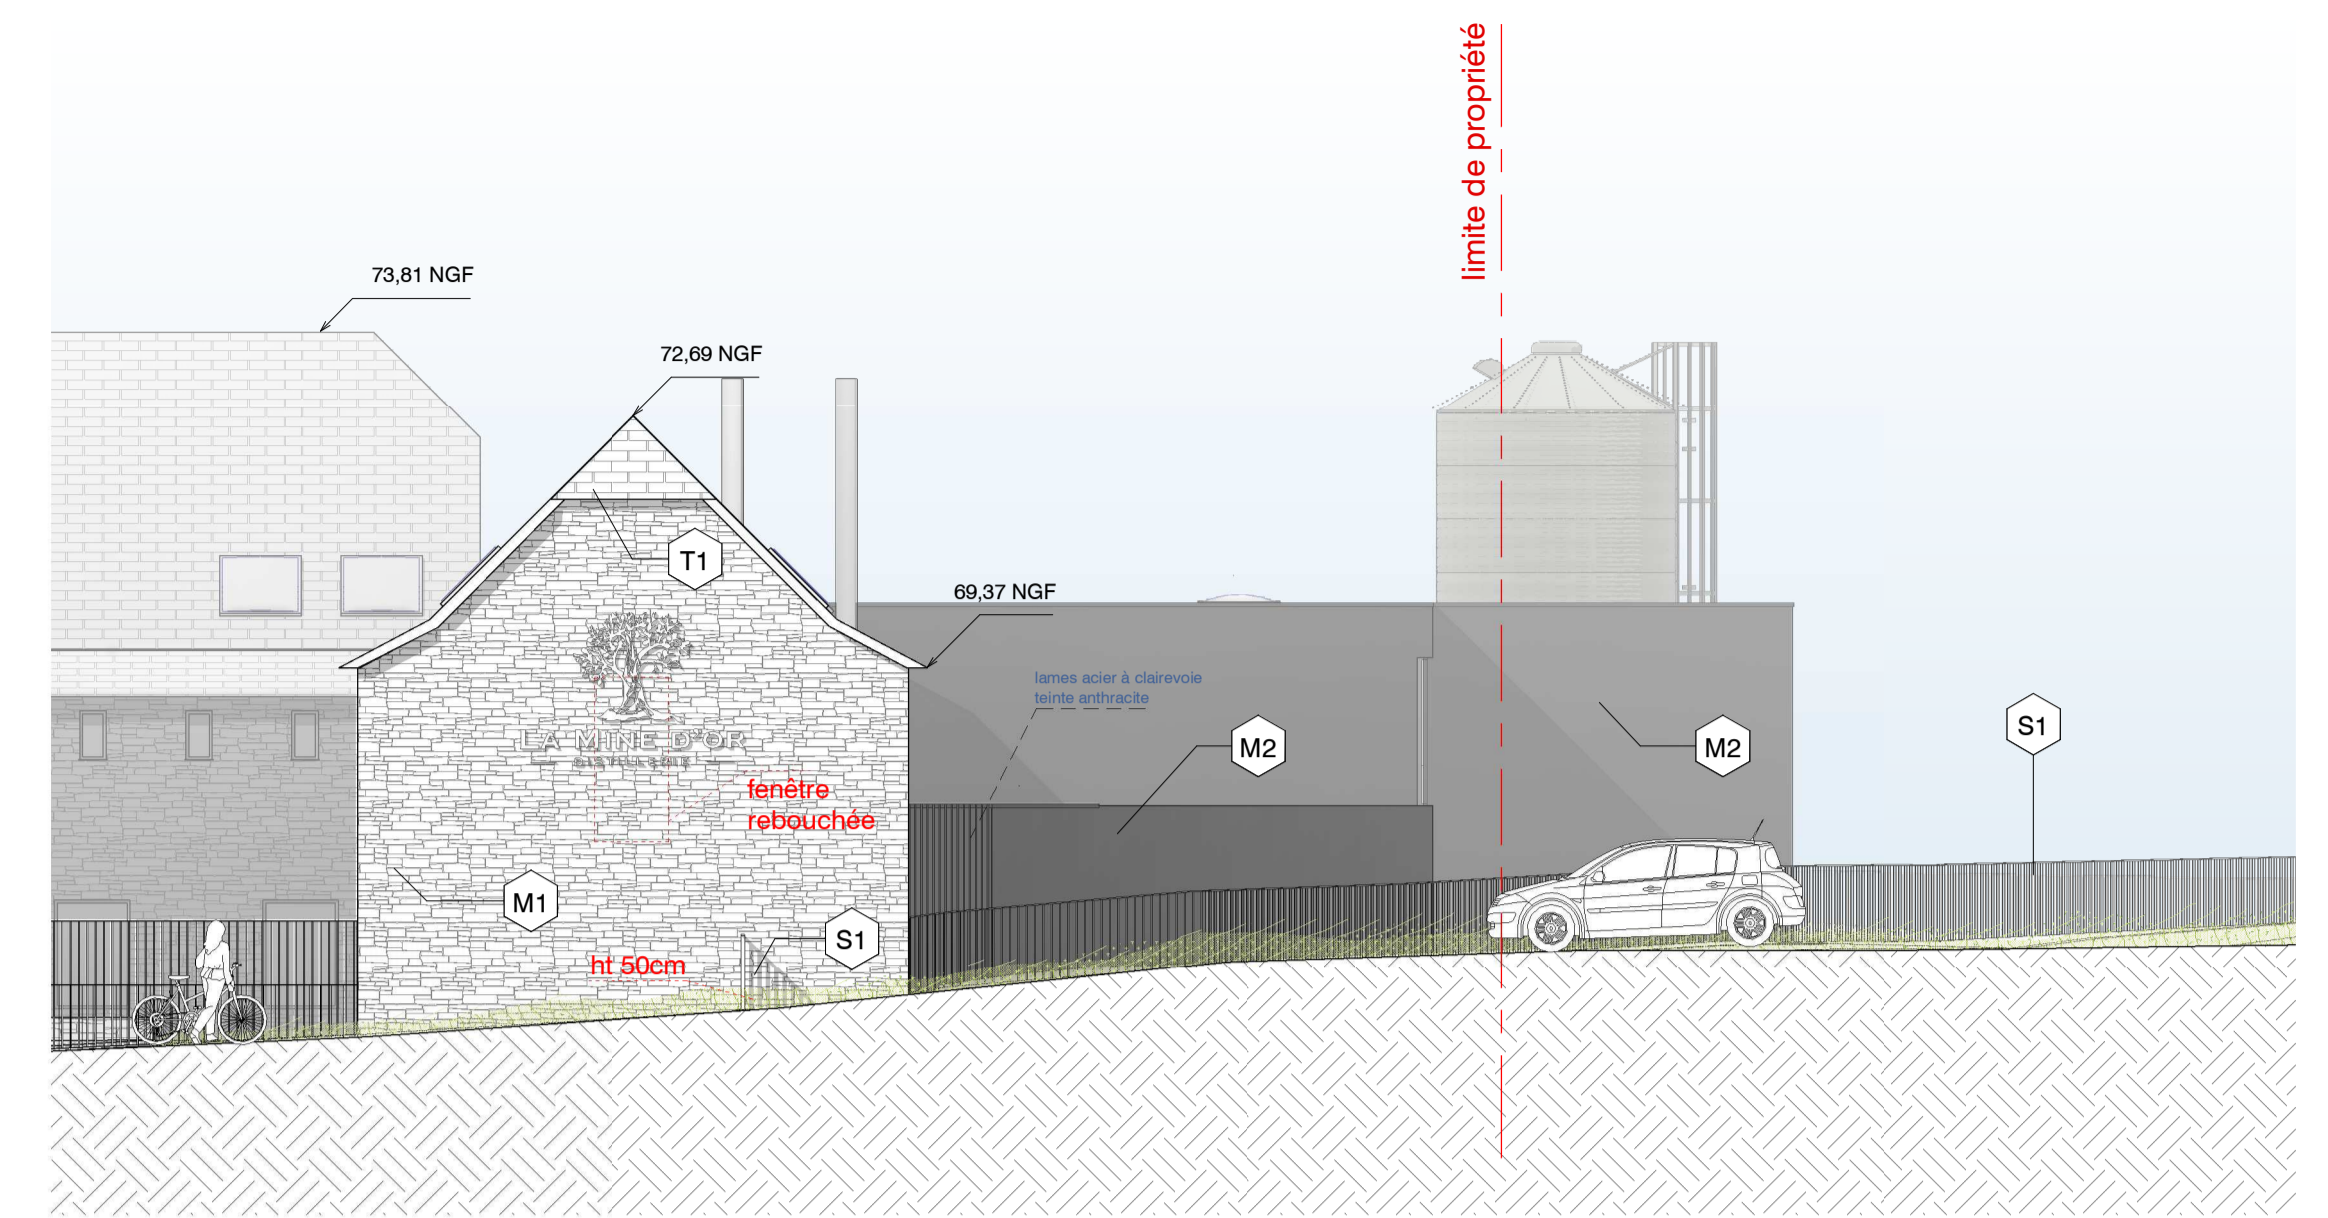 limite de propriété
73,81 NGF
72,69 NGF
T1
69,37 NGF
lames acier à clairevoie
teinte anthracite
M2
M2
S1
LA MINE D'OR
DISTILLERIE
fenêtre
rebouchée
M1
S1
ht 50cm